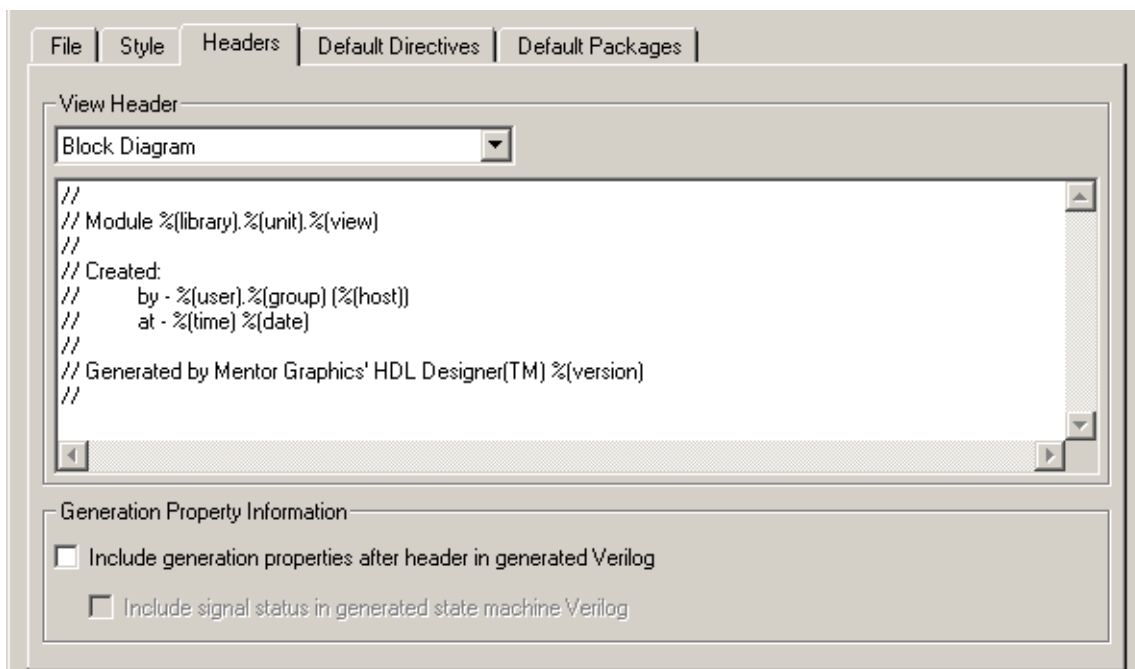 File Style Headers Default Directives Default Packages
View Header
Block Diagram
//
// Module %(library).%(unit).%(view)
//
// Created:
// by - %(user).%(group) (%(host))
// at - %(time) %(date)
//
// Generated by Mentor Graphics' HDL Designer(TM) %(version)
//
Generation Property Information
Include generation properties after header in generated Verilog
Include signal status in generated state machine Verilog